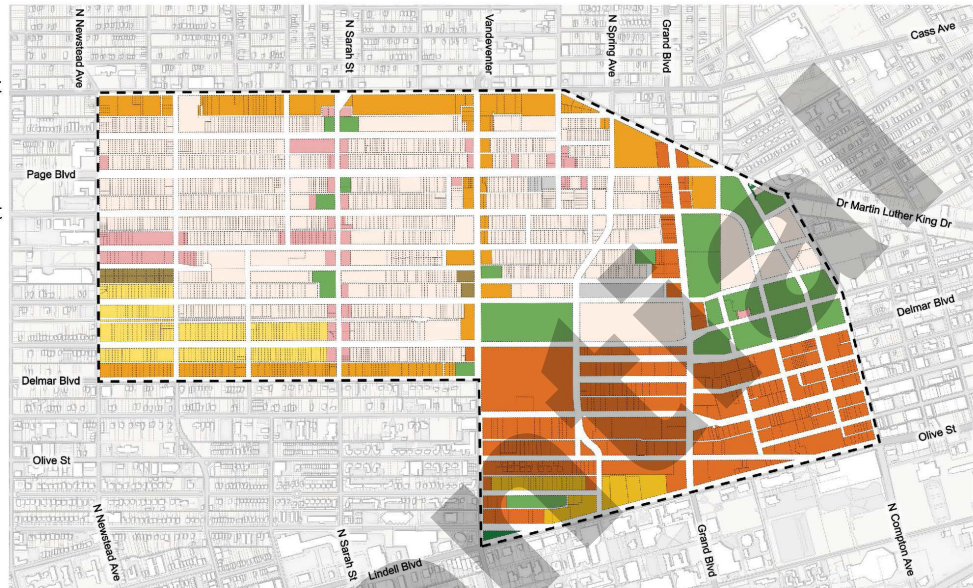 N Newstead Ave
N Sarah St
Vandeventer
N Spring Ave
Grand Blvd
Cass Ave
Page Blvd
Dr Martin Luther King Dr
Delmar Blvd
Delmar Blvd
Olive St
Olive St
N Newstead Ave
N Sarah St
Lindell Blvd
Grand Blvd
N Compton Ave